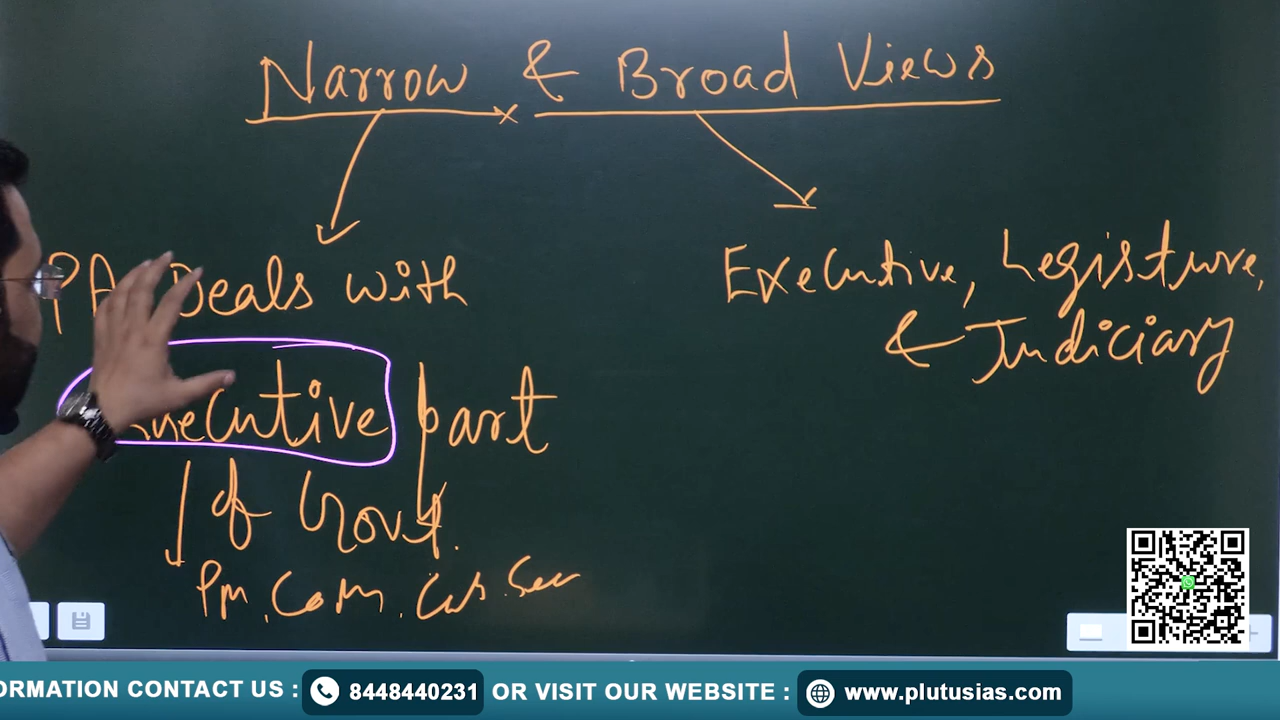 Narrow & Broad Views
PA Deals with
Executive part
of Govt.
Pm, CoM, Cab. Sec
Executive, Legisture,
& Judiciary
ORMATION CONTACT US : 8448440231 OR VISIT OUR WEBSITE : www.plutusias.com